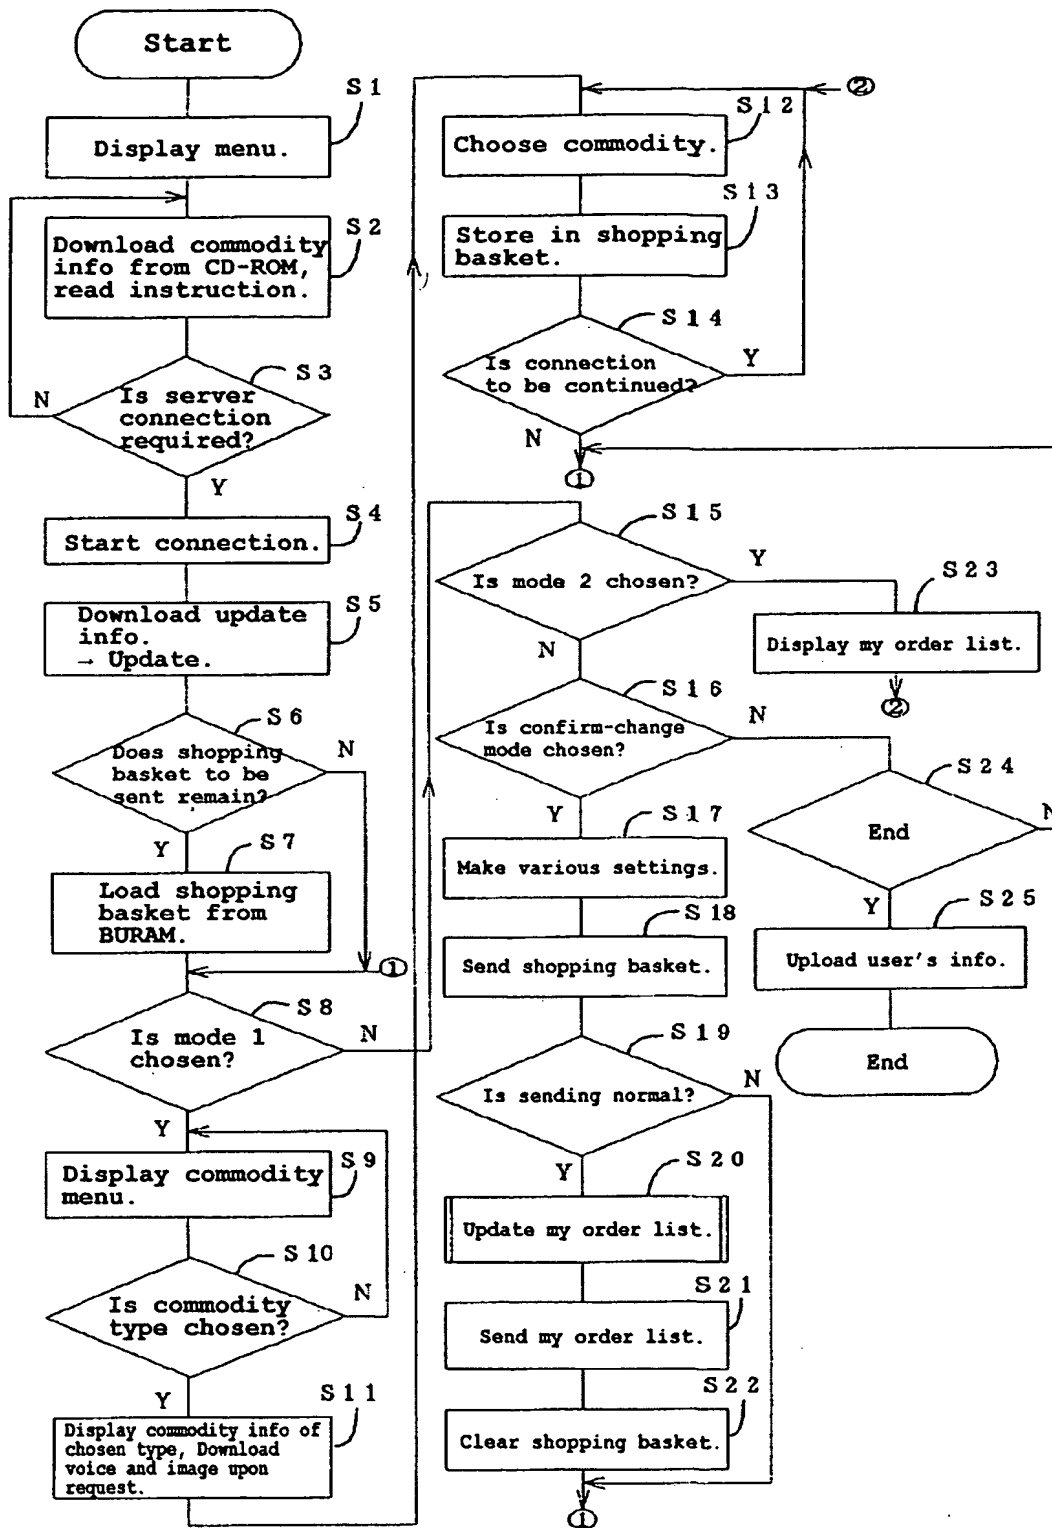 Start
S1
Display menu.
S2
Download commodity
info from CD-ROM,
read instruction.
S3
Is server
connection
required?
N
Y
S4
Start connection.
S5
Download update
info.
→ Update.
S6
Does shopping
basket to be
sent remain?
N
Y
S7
Load shopping
basket from
BURAM.
①
S8
Is mode 1
chosen?
N
Y
S9
Display commodity
menu.
S10
Is commodity
type chosen?
N
Y
S11
Display commodity info of
chosen type, Download
voice and image upon
request.
②
S12
Choose commodity.
S13
Store in shopping
basket.
S14
Is connection
to be continued?
Y
N
①
S15
Is mode 2 chosen?
Y
N
S16
Is confirm-change
mode chosen?
N
Y
S17
Make various settings.
S18
Send shopping basket.
S19
Is sending normal?
N
Y
S20
Update my order list.
S21
Send my order list.
S22
Clear shopping basket.
①
S23
Display my order list.
②
S24
End
N
Y
S25
Upload user's info.
End